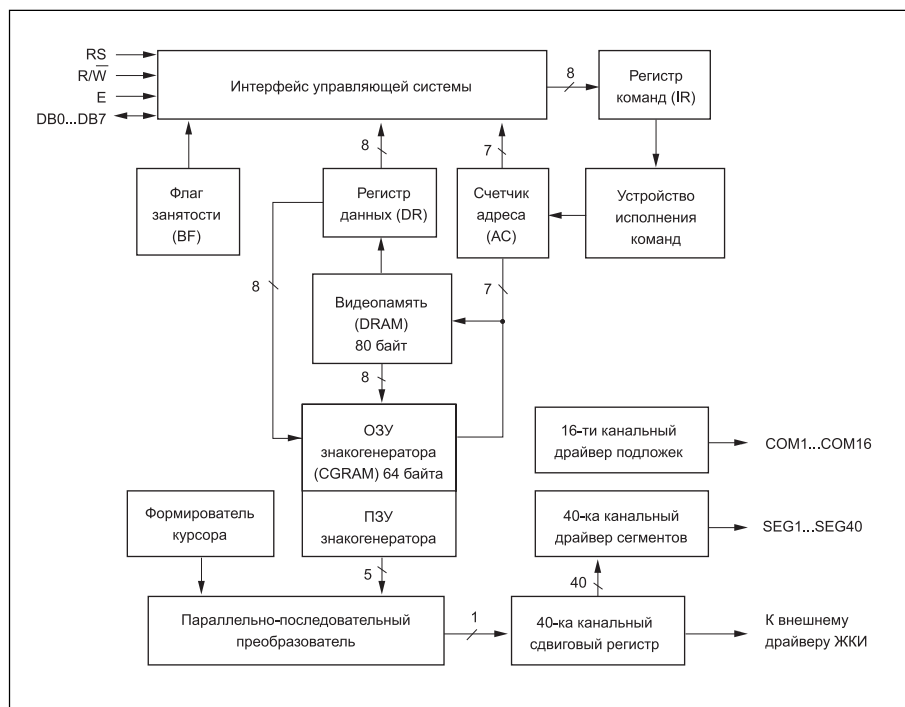 RS
R/W̅
E
DB0...DB7
Интерфейс управляющей системы
8
Регистр
команд (IR)
8
7
Флаг
занятости
(BF)
Регистр
данных (DR)
Счетчик
адреса
(AC)
Устройство
исполнения
команд
8
7
Видеопамять
(DRAM)
80 байт
8
ОЗУ
знакогенератора
(CGRAM) 64 байта
16-ти канальный
драйвер подложек
COM1...COM16
Формирователь
курсора
ПЗУ
знакогенератора
40-ка канальный
драйвер сегментов
SEG1...SEG40
5
40
Параллельно-последовательный
преобразователь
1
40-ка канальный
сдвиговый регистр
К внешнему
драйверу ЖКИ